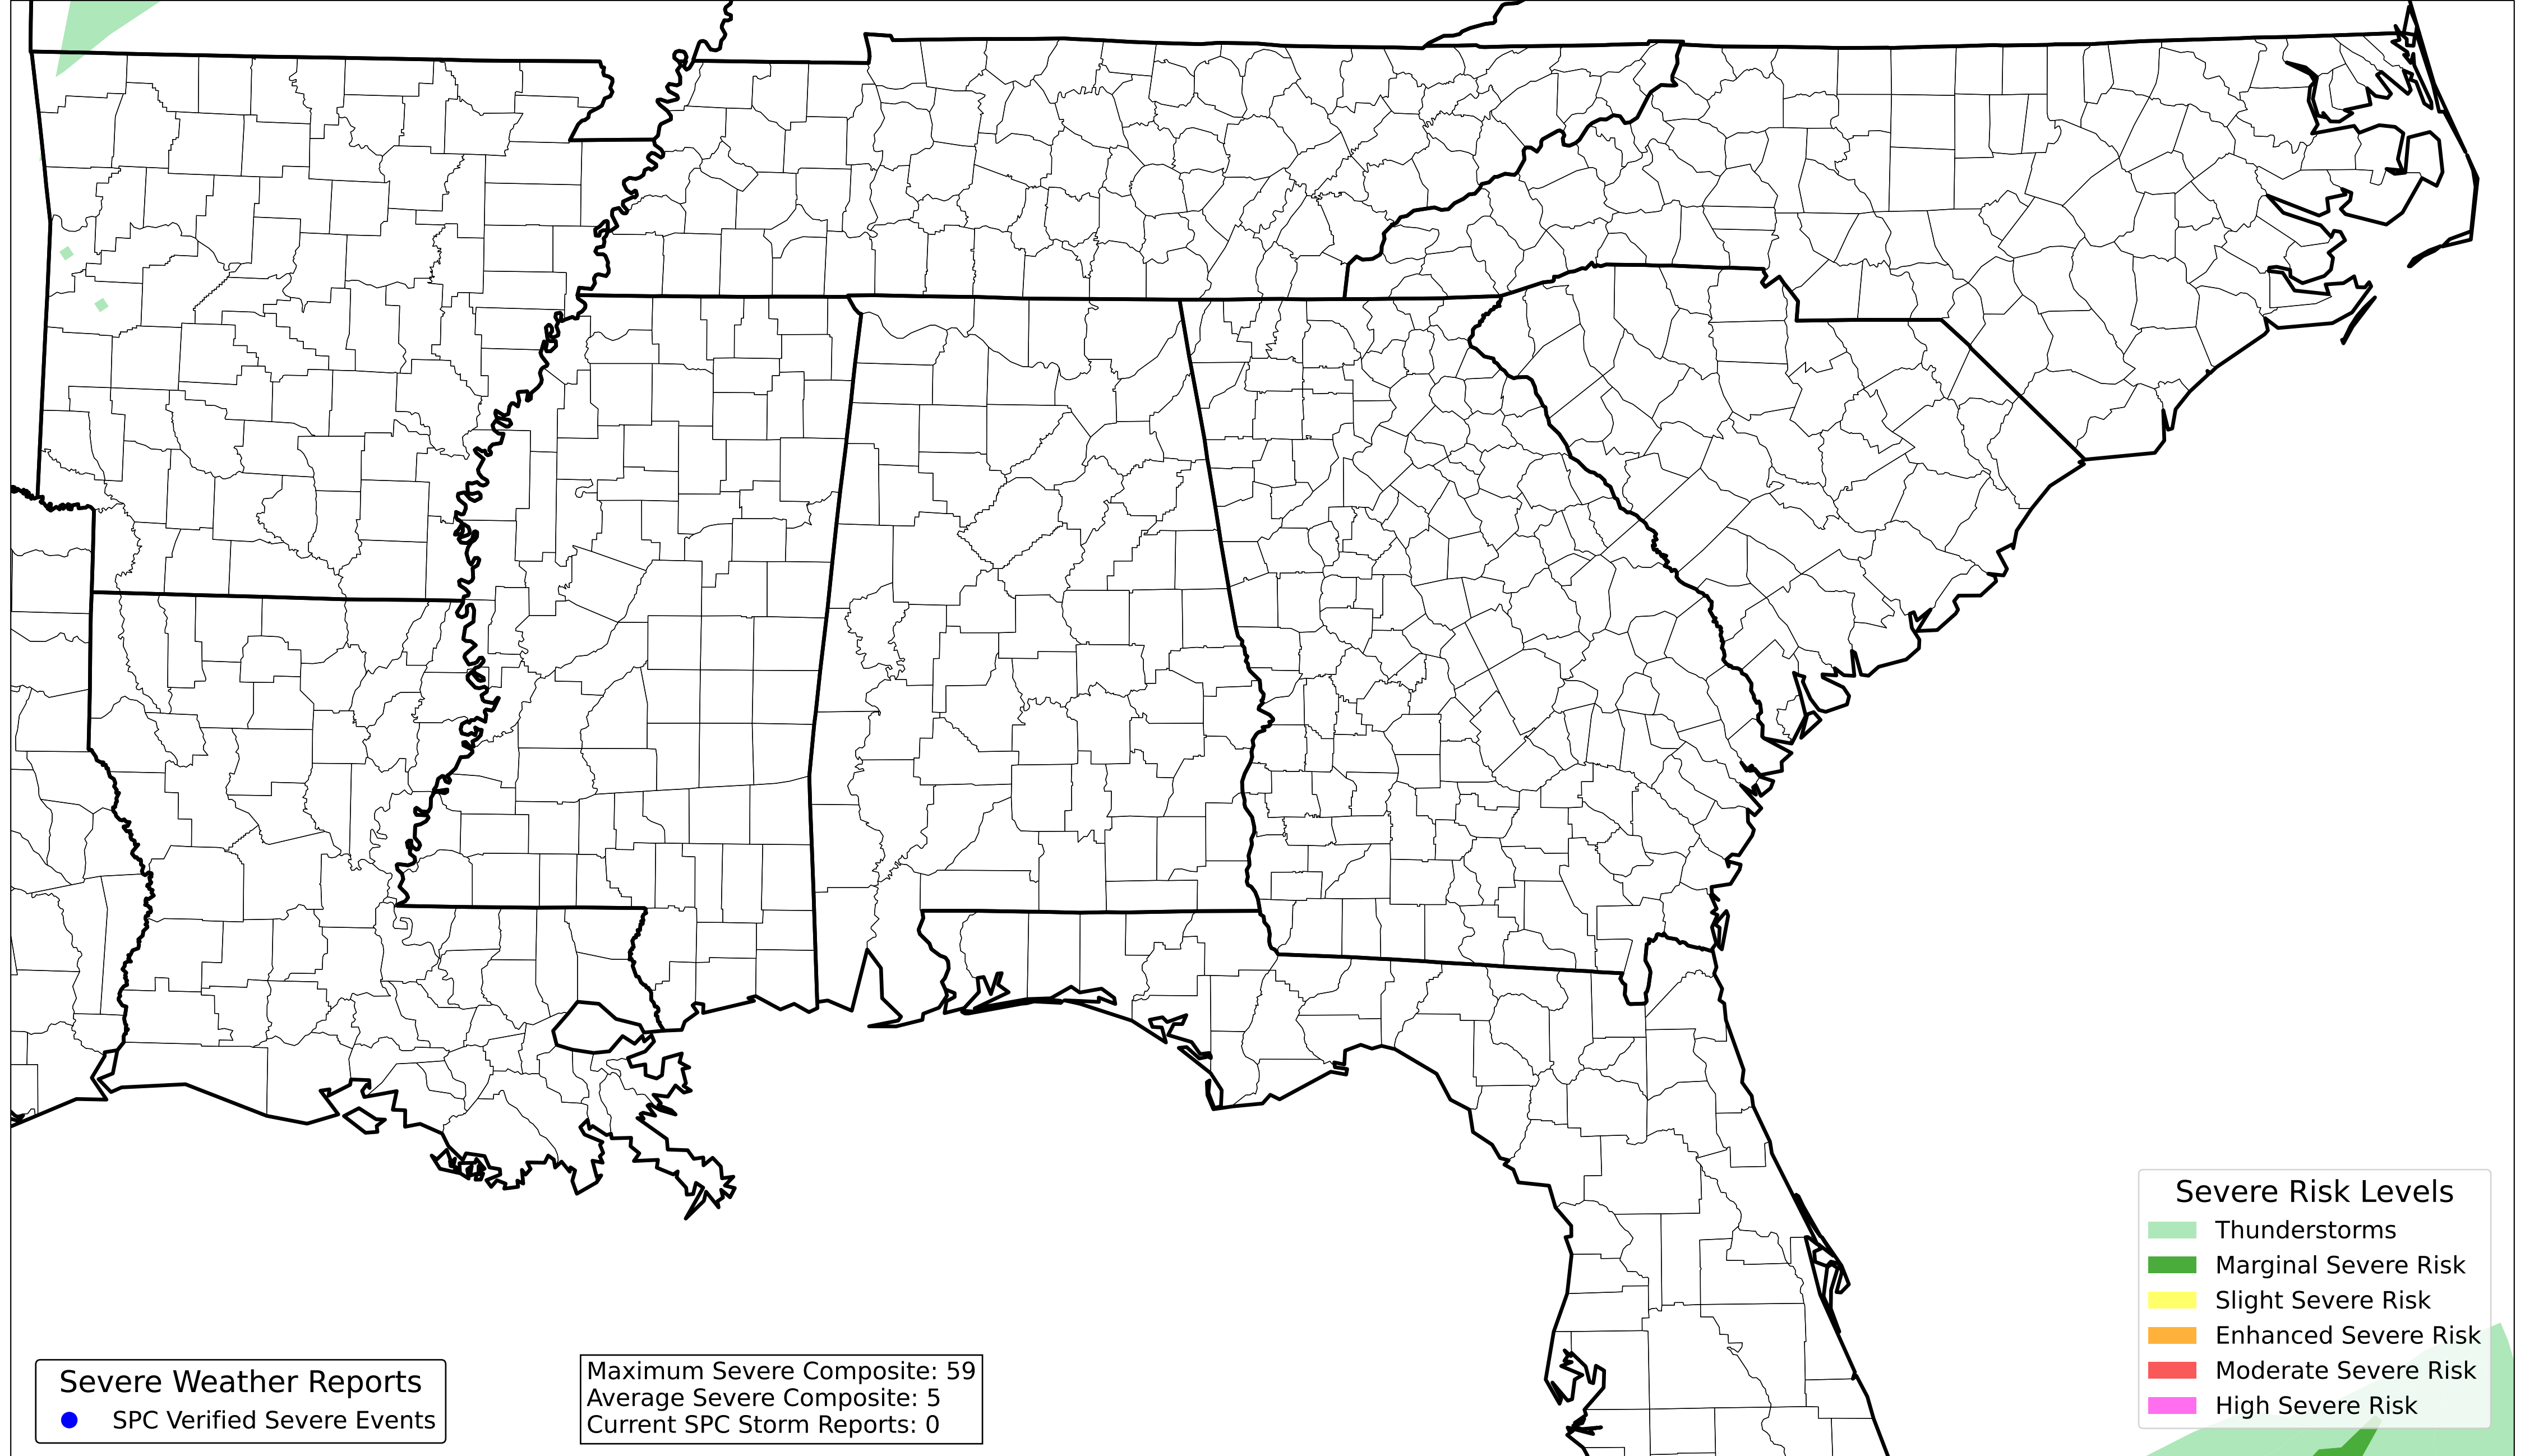 Severe Weather Reports
SPC Verified Severe Events
Maximum Severe Composite: 59
Average Severe Composite: 5
Current SPC Storm Reports: 0
Severe Risk Levels
Thunderstorms
Marginal Severe Risk
Slight Severe Risk
Enhanced Severe Risk
Moderate Severe Risk
High Severe Risk